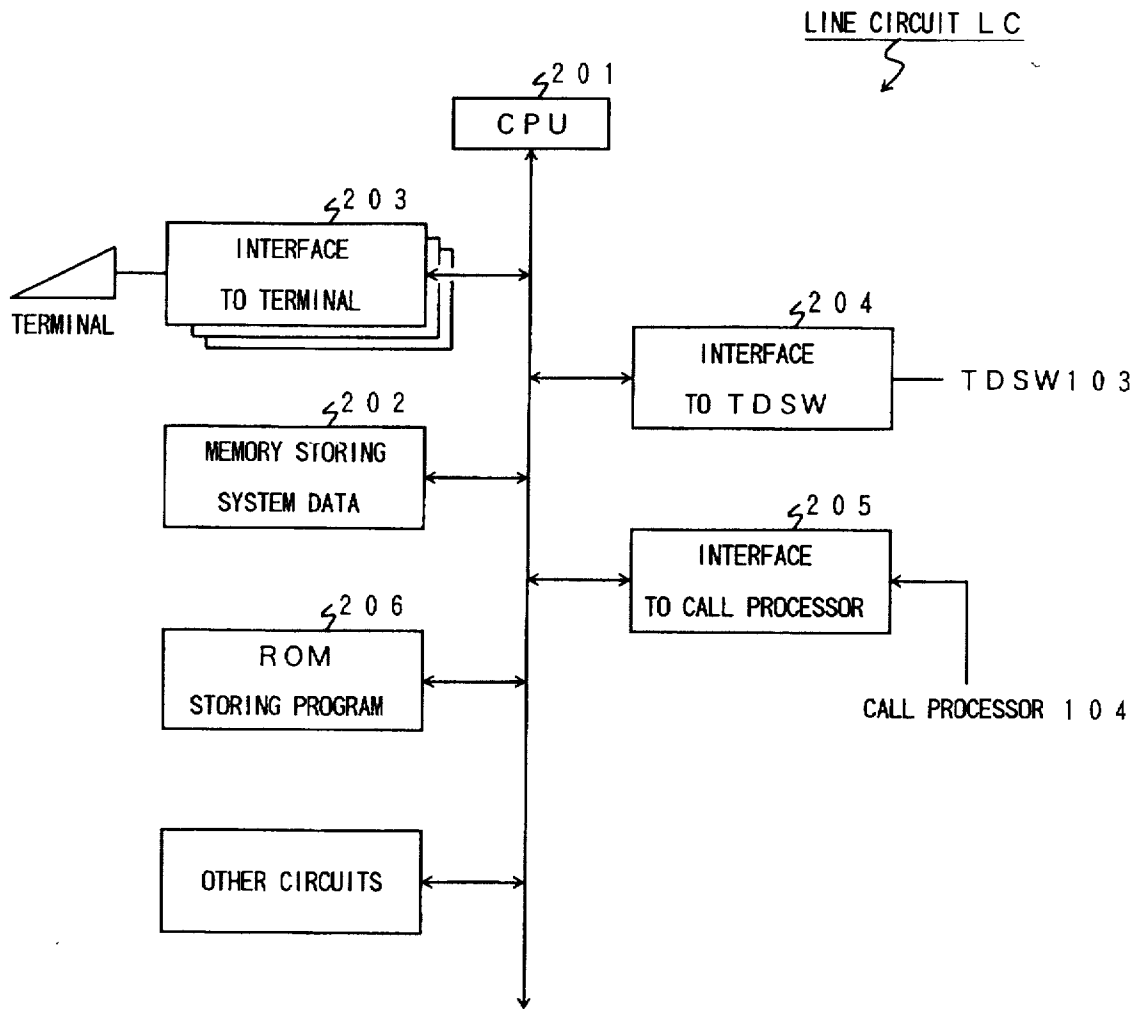 LINE CIRCUIT LC
201
CPU
203
INTERFACE
TO TERMINAL
TERMINAL
204
INTERFACE
TO TDSW
TDSW103
202
MEMORY STORING
SYSTEM DATA
205
INTERFACE
TO CALL PROCESSOR
206
ROM
STORING PROGRAM
CALL PROCESSOR 104
OTHER CIRCUITS